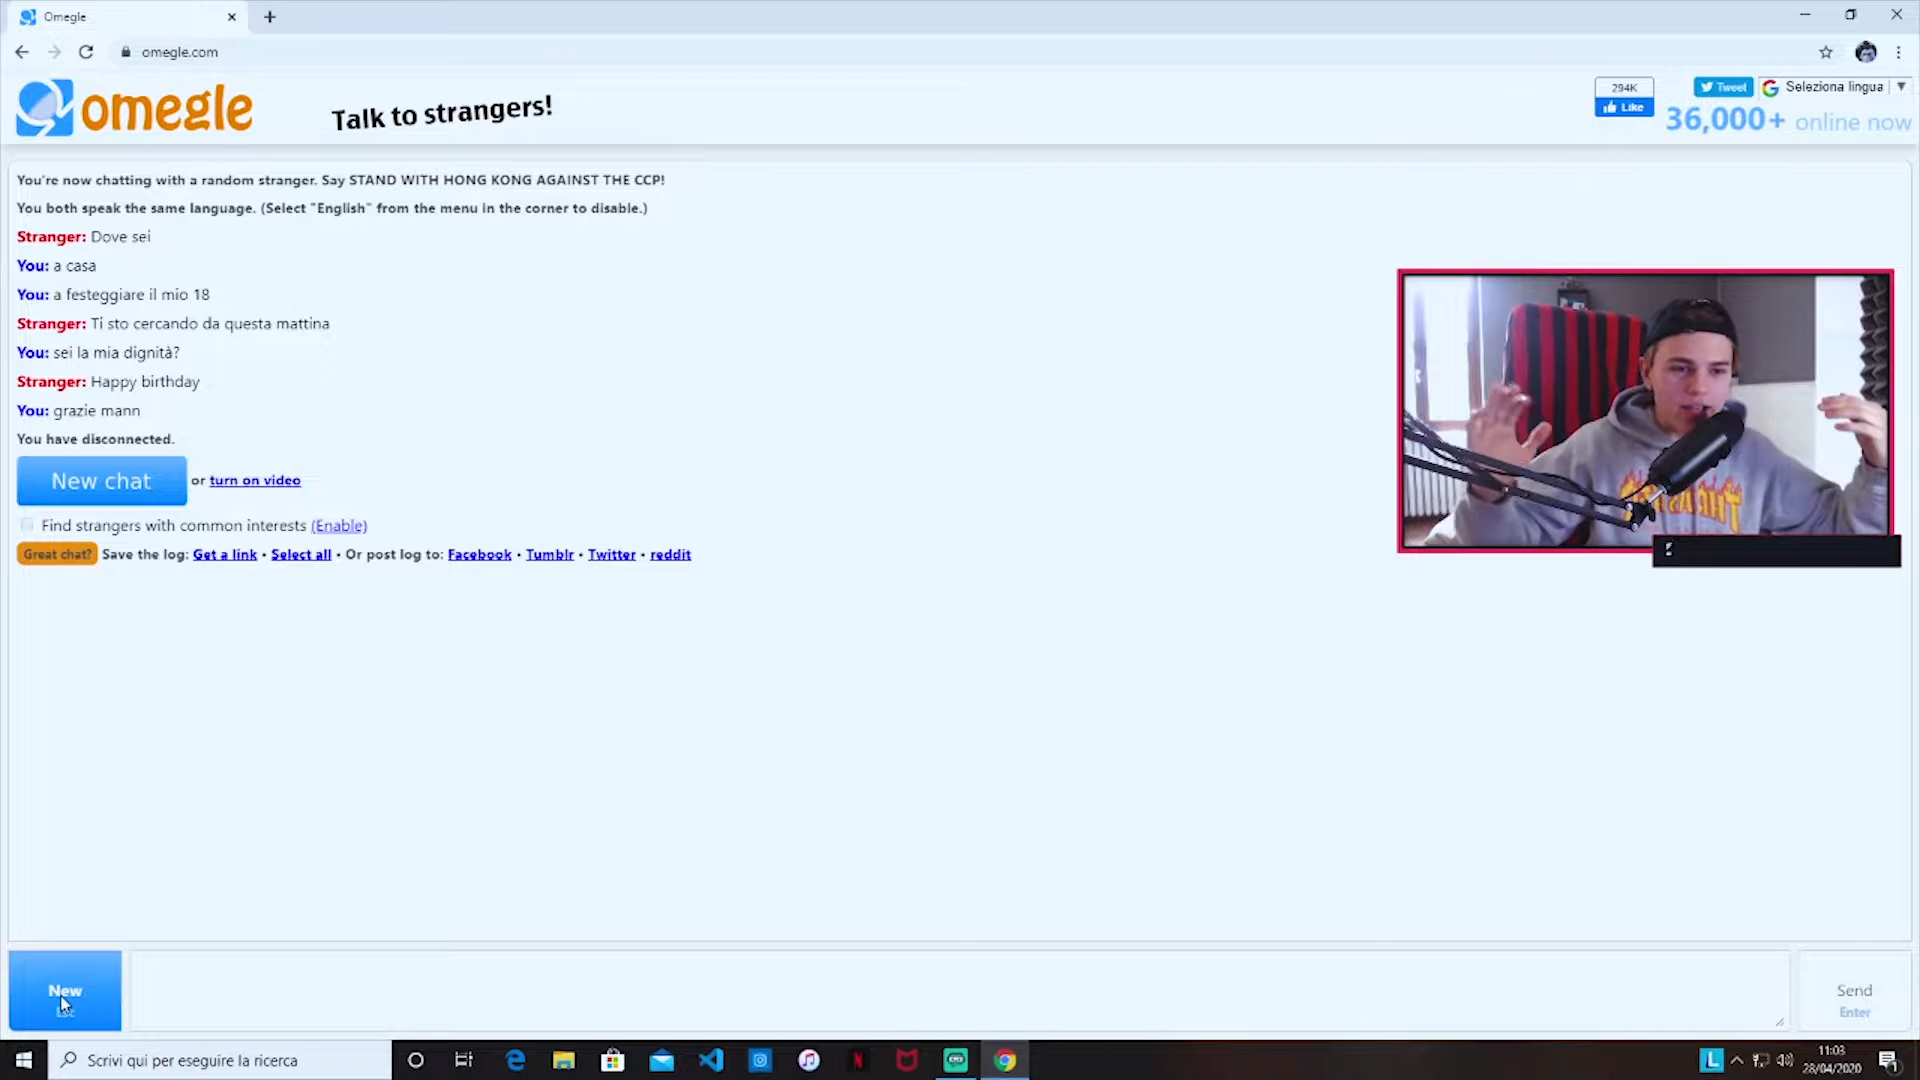 Omegle
omegle.com
omegle
Talk to strangers!
294K
Like
Tweet
Seleziona lingua
36,000+ online now
You're now chatting with a random stranger. Say STAND WITH HONG KONG AGAINST THE CCP!
You both speak the same language. (Select "English" from the menu in the corner to disable.)
Stranger: Dove sei
You: a casa
You: a festeggiare il mio 18
Stranger: Ti sto cercando da questa mattina
You: sei la mia dignità?
Stranger: Happy birthday
You: grazie mann
You have disconnected.
New chat or turn on video
Find strangers with common interests (Enable)
Great chat? Save the log: Get a link • Select all • Or post log to: Facebook • Tumblr • Twitter • reddit
New
Send
Enter
Scrivi qui per eseguire la ricerca
L
11:03
28/04/2020
1